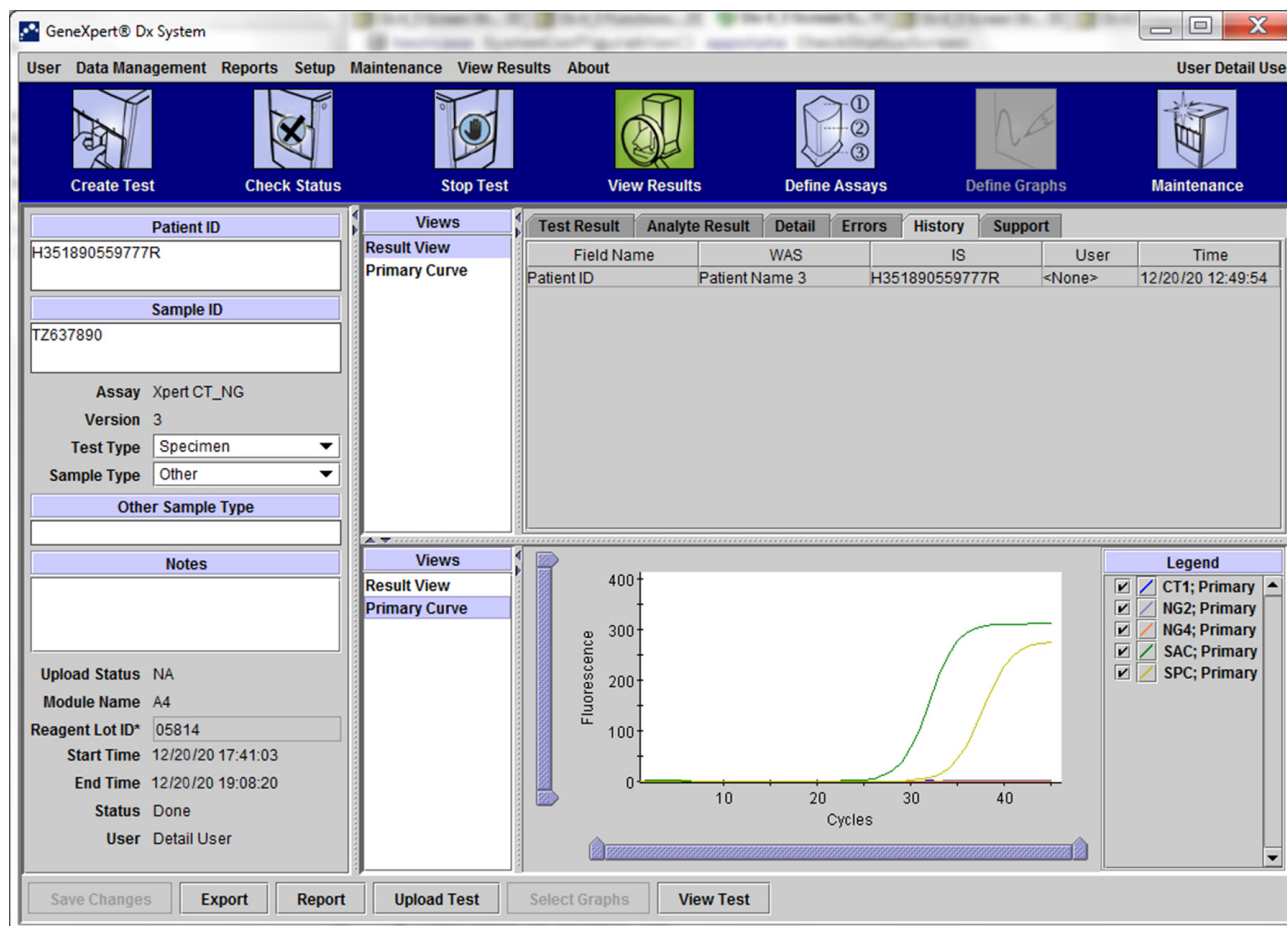 GeneXpert® Dx System
User Data Management Reports Setup Maintenance View Results About User Detail Use
Create Test Check Status Stop Test View Results Define Assays Define Graphs Maintenance
Patient ID
H351890559777R
Sample ID
TZ637890
Assay Xpert CT_NG
Version 3
Test Type Specimen
Sample Type Other
Other Sample Type
Notes
Upload Status NA
Module Name A4
Reagent Lot ID* 05814
Start Time 12/20/20 17:41:03
End Time 12/20/20 19:08:20
Status Done
User Detail User
Views
Result View
Primary Curve
Test Result Analyte Result Detail Errors History Support
Field Name WAS IS User Time
Patient ID Patient Name 3 H351890559777R <None> 12/20/20 12:49:54
Views
Result View
Primary Curve
Fluorescence
400
300
200
100
0
10 20 30 40
Cycles
Legend
CT1; Primary
NG2; Primary
NG4; Primary
SAC; Primary
SPC; Primary
Save Changes Export Report Upload Test Select Graphs View Test